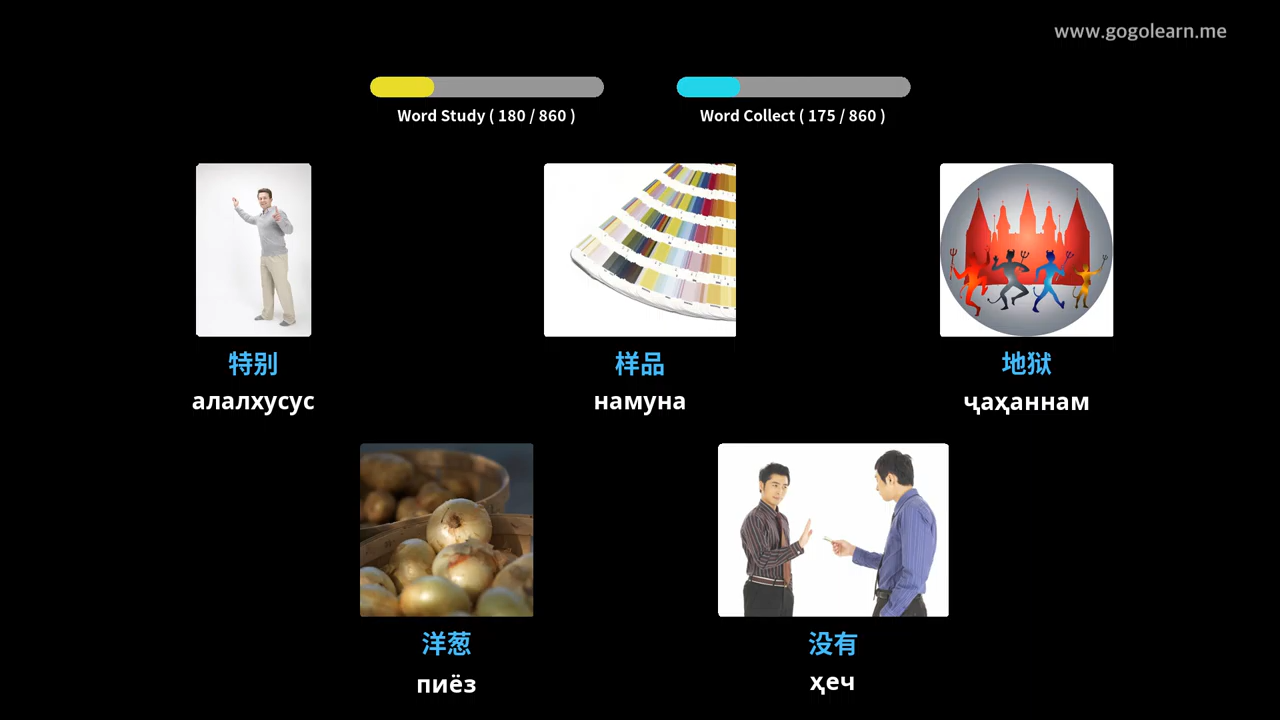 www.gogolearn.me
Word Study ( 180 / 860 )
Word Collect ( 175 / 860 )
特别
样品
地狱
алалхусус
намуна
ҷаҳаннам
洋葱
没有
пиёз
ҳеч